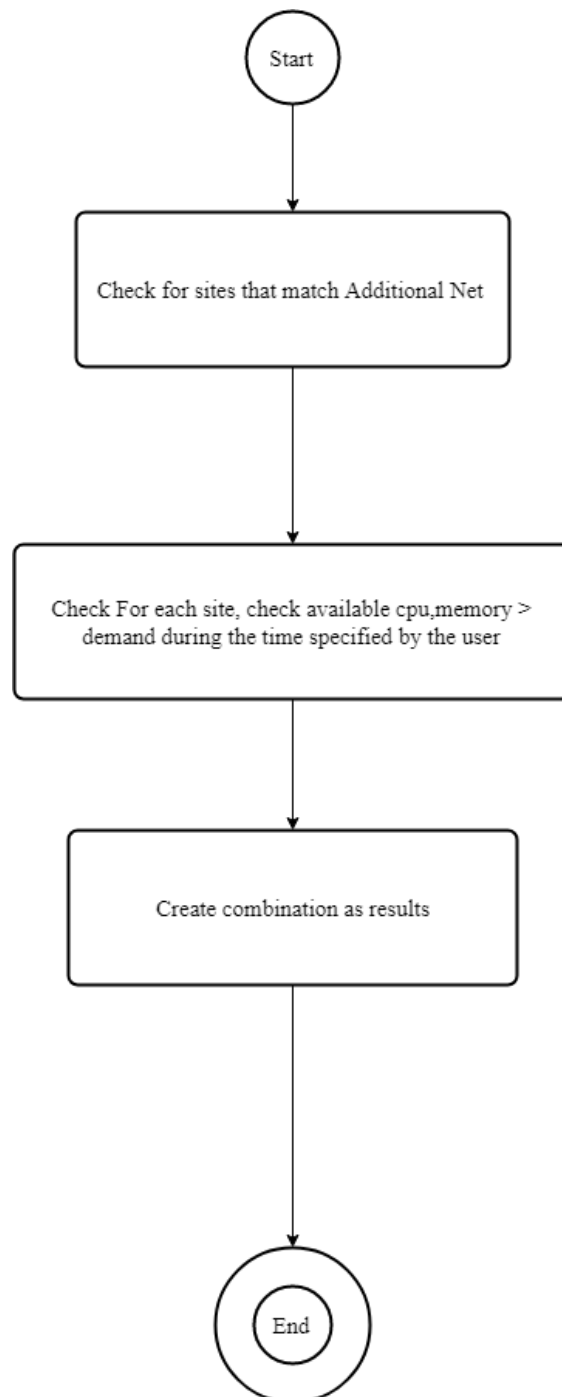 Start
Check for sites that match Additional Net
Check For each site, check available cpu,memory >
demand during the time specified by the user
Create combination as results
End